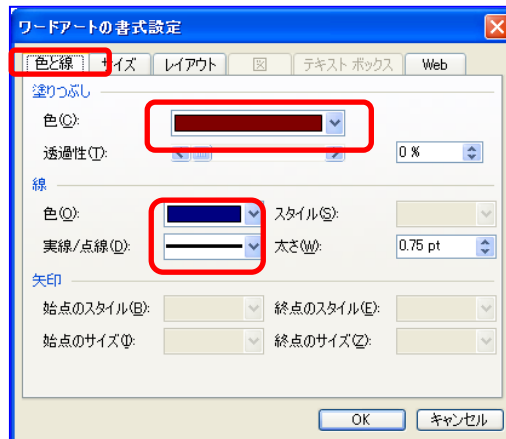 ワードアートの書式設定
色と線 サイズ レイアウト 図 テキスト ボックス Web
塗りつぶし
色(C):
透過性(T): 0 %
線
色(O): スタイル(S):
実線/点線(D): 太さ(W): 0.75 pt
矢印
始点のスタイル(B): 終点のスタイル(E):
始点のサイズ(I): 終点のサイズ(Z):
OK キャンセル